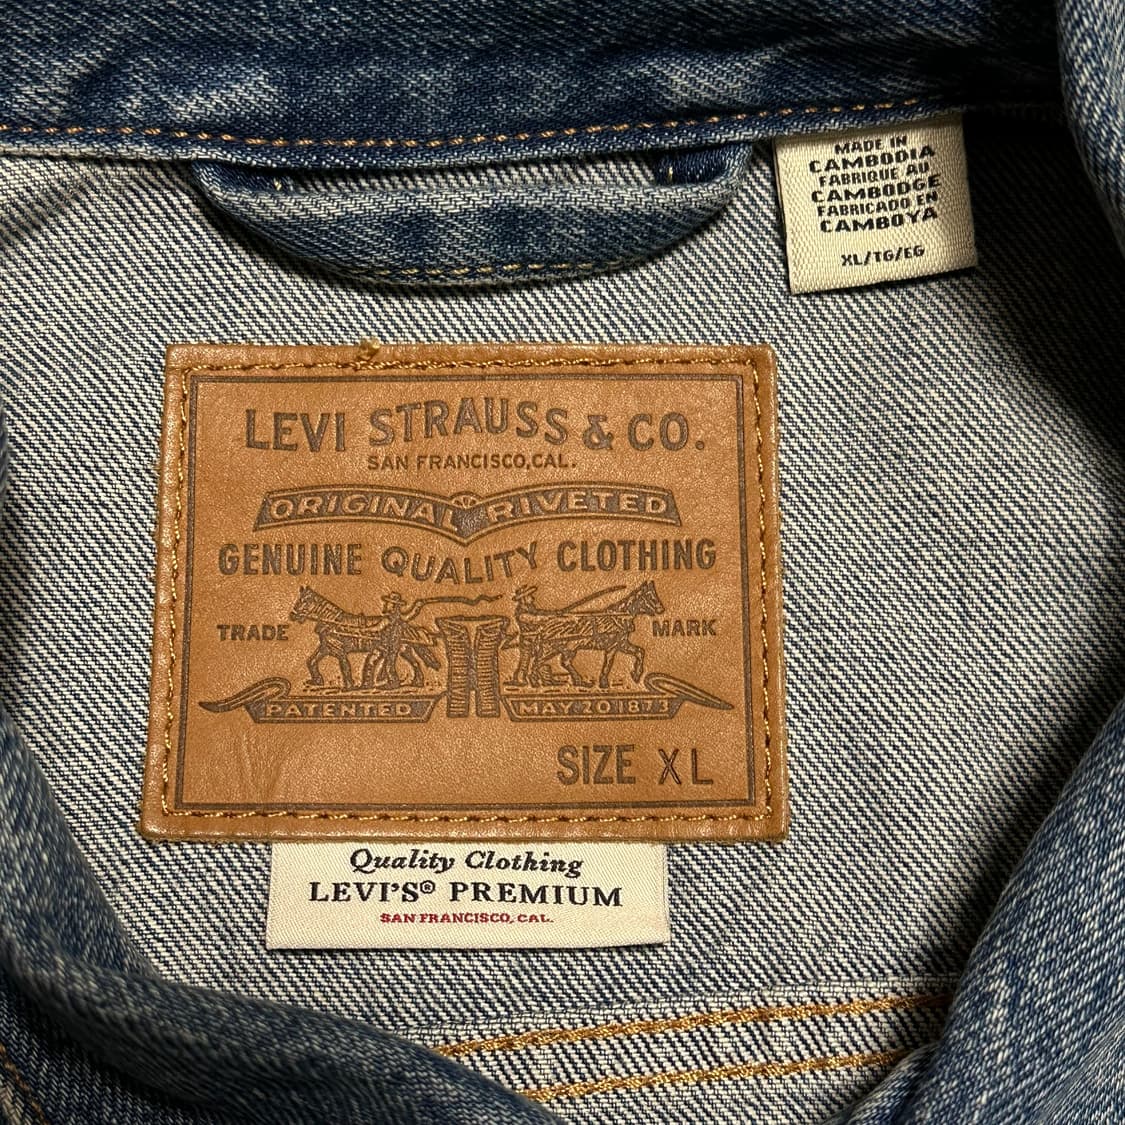 MADE IN
CAMBODIA
FABRIQUE AU
CAMBODGE
FABRICADO EN
CAMBOYA
XL/TG/EG
LEVI STRAUSS & CO.
SAN FRANCISCO, CAL.
ORIGINAL RIVETED
GENUINE QUALITY CLOTHING
TRADE MARK
PATENTED MAY 20 1873
SIZE XL
Quality Clothing
LEVI'S® PREMIUM
SAN FRANCISCO, CAL.